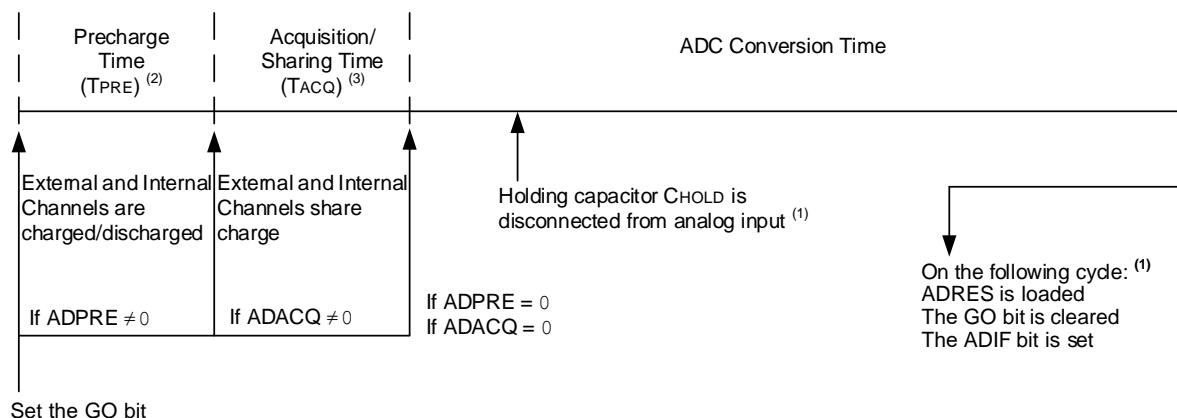 Precharge
Time
(TPRE) (2)
Acquisition/
Sharing Time
(TACQ) (3)
ADC Conversion Time
External and Internal
Channels are
charged/discharged
External and Internal
Channels share
charge
Holding capacitor CHOLD is
disconnected from analog input (1)
If ADPRE ≠ 0
If ADACQ ≠ 0
If ADPRE = 0
If ADACQ = 0
On the following cycle: (1)
ADRES is loaded
The GO bit is cleared
The ADIF bit is set
Set the GO bit